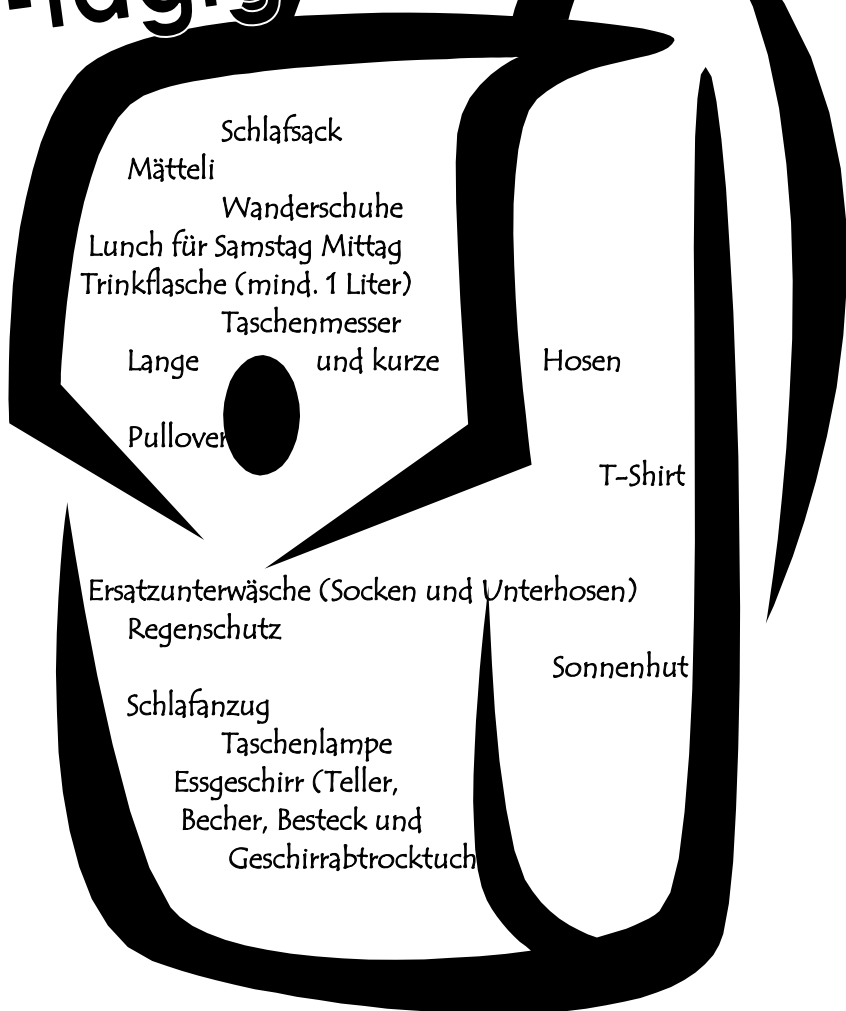 Schlafsack
Mätteli
Wanderschuhe
Lunch für Samstag Mittag
Trinkflasche (mind. 1 Liter)
Taschenmesser
Lange und kurze Hosen
Pullover
T-Shirt
Ersatzunterwäsche (Socken und Unterhosen)
Regenschutz
Sonnenhut
Schlafanzug
Taschenlampe
Essgeschirr (Teller,
Becher, Besteck und
Geschirrabtrocktuch